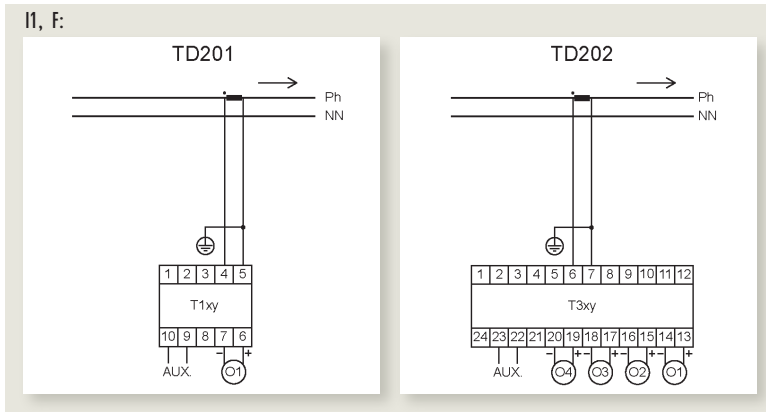 I1, F:
TD201
Ph
NN
1 2 3 4 5
T1xy
10 9 8 7 6
− +
AUX. O1
TD202
Ph
NN
1 2 3 4 5 6 7 8 9 10 11 12
T3xy
24 23 22 21 20 19 18 17 16 15 14 13
− + − + − + − +
AUX. O4 O3 O2 O1